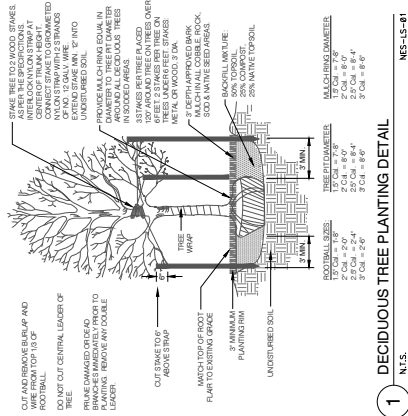 CUT AND REMOVE BURLAP AND
WIRE FROM TOP 1/3 OF
ROOTBALL.
DO NOT CUT CENTRAL LEADER OF
TREE.
PRUNE DAMAGED OR DEAD
BRANCHES IMMEDIATELY PRIOR TO
PLANTING. REMOVE ANY DOUBLE
LEADER.
CUT STAKE TO 6"
ABOVE STRAP
6"
TREE
WRAP
MATCH TOP OF ROOT
FLAIR TO EXISTING GRADE
3" MINIMUM
PLANTING RIM
UNDISTURBED SOIL
3' MIN.
3' MIN.
STAKE TREE TO 2 WOOD STAKES,
AS PER THE SPECIFICTIONS.
INTERLOCK NYLON STRAP AT
CENTER OF TRUNK HEIGHT
CONNECT STAKE TO GROMMETED
NYLON STRAP WITH 2 STRANDS
OF NO. 12 GALV. WIRE.
EXTEND STAKE MIN. 12" INTO
UNDISTURBED SOIL.
PROVIDE MULCH RING EQUAL IN
DIAMETER TO TREE PIT DIAMETER
AROUND ALL DECIDUOUS TREES
IN SODDED AREAS.
3 STAKES PER TREE PLACED
120° AROUND TREE ON TREES OVER
6 FEET. 2 STAKES PER TREE ON
TREES UNDER 6 FEET. STAKES:
METAL OR WOOD, 3' DIA.
3" DEPTH APPROVED BARK
MULCH IN ALL COBBLE, ROCK,
SOD & NATIVE SEED AREAS.
BACKFILL MIXTURE:
50% TOPSOIL
25% COMPOST,
25% NATIVE TOPSOIL
ROOTBALL SIZES:
1.5" Cal. = 1'-8"
2" Cal. = 2'-0"
2.5" Cal. = 2'-4"
3" Cal. = 2'-6"
TREE PIT DIAMETER:
1.5" Cal. = 7'-8"
2" Cal. = 8'-0"
2.5" Cal. = 8'-4"
3" Cal. = 8'-6"
MULCH RING DIAMETER:
1.5" Cal. = 7'-8"
2" Cal. = 8'-0"
2.5" Cal. = 8'-4"
3" Cal. = 8'-6"
1
DECIDUOUS TREE PLANTING DETAIL
N.T.S.
NES-LS-01